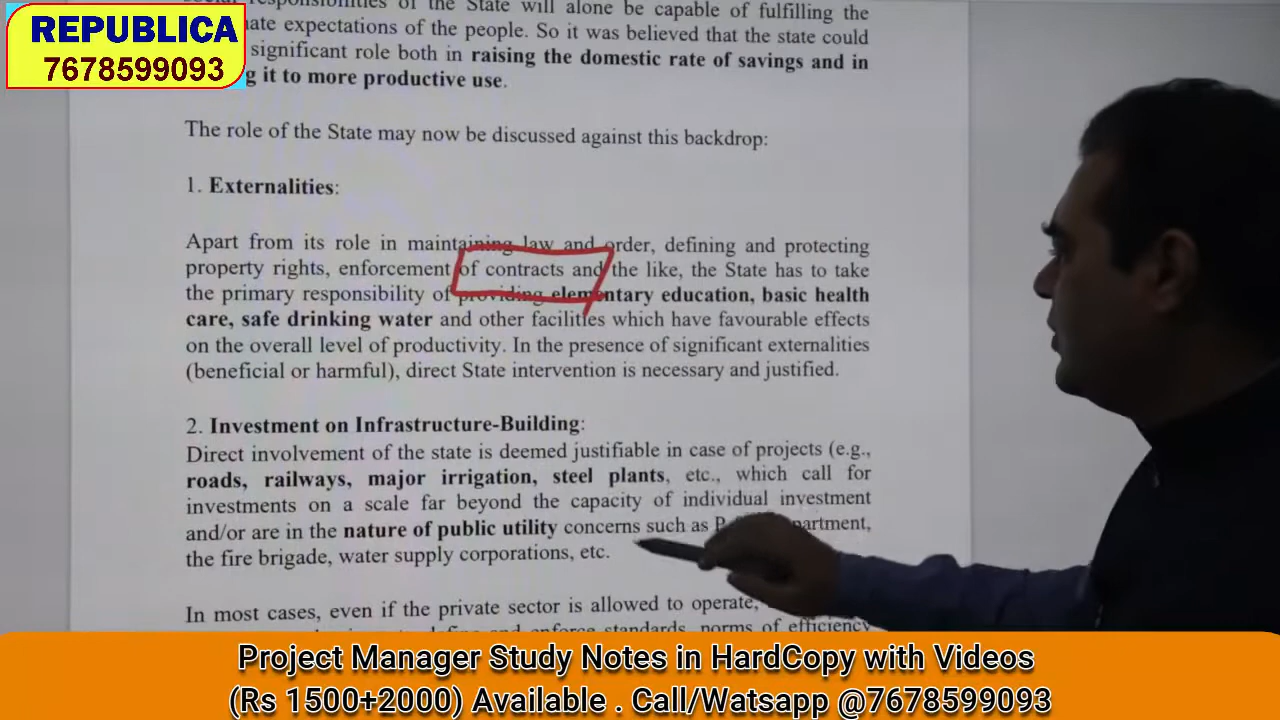 REPUBLICA
7678599093
responsibilities of the State will alone be capable of fulfilling the
expectations of the people. So it was believed that the state could
significant role both in raising the domestic rate of savings and in
it to more productive use.
The role of the State may now be discussed against this backdrop:
1. Externalities:
Apart from its role in maintaining law and order, defining and protecting
property rights, enforcement of contracts and the like, the State has to take
the primary responsibility of providing elementary education, basic health
care, safe drinking water and other facilities which have favourable effects
on the overall level of productivity. In the presence of significant externalities
(beneficial or harmful), direct State intervention is necessary and justified.
2. Investment on Infrastructure-Building:
Direct involvement of the state is deemed justifiable in case of projects (e.g.,
roads, railways, major irrigation, steel plants, etc., which call for
investments on a scale far beyond the capacity of individual investment
and/or are in the nature of public utility concerns such as
the fire brigade, water supply corporations, etc.
In most cases, even if the private sector is allowed to operate,
and enforce standards, norms of efficiency
Project Manager Study Notes in HardCopy with Videos
(Rs 1500+2000) Available . Call/Watsapp @7678599093